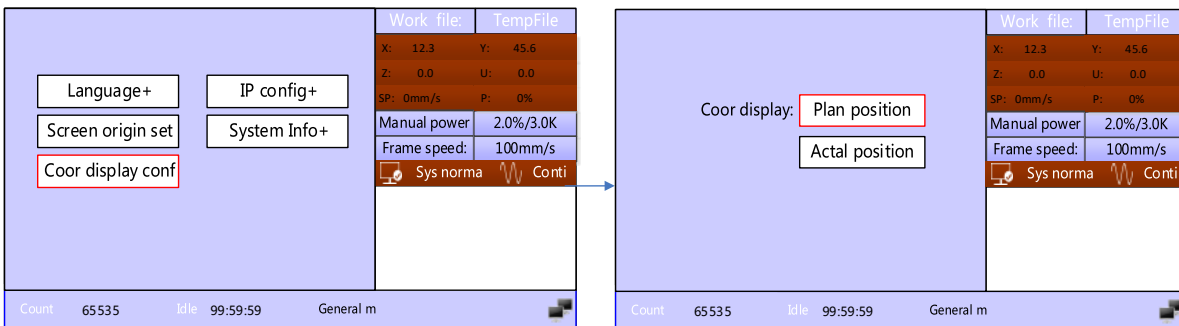 Work file: TempFile
X: 12.3 Y: 45.6
Z: 0.0 U: 0.0
SP: 0mm/s P: 0%
Manual power 2.0%/3.0K
Frame speed: 100mm/s
Sys norma Conti
Language+ IP config+
Screen origin set System Info+
Coor display conf
Count 65535 Idle 99:59:59 General m
Work file: TempFile
X: 12.3 Y: 45.6
Z: 0.0 U: 0.0
SP: 0mm/s P: 0%
Manual power 2.0%/3.0K
Frame speed: 100mm/s
Sys norma Conti
Coor display: Plan position
Actal position
Count 65535 Idle 99:59:59 General m